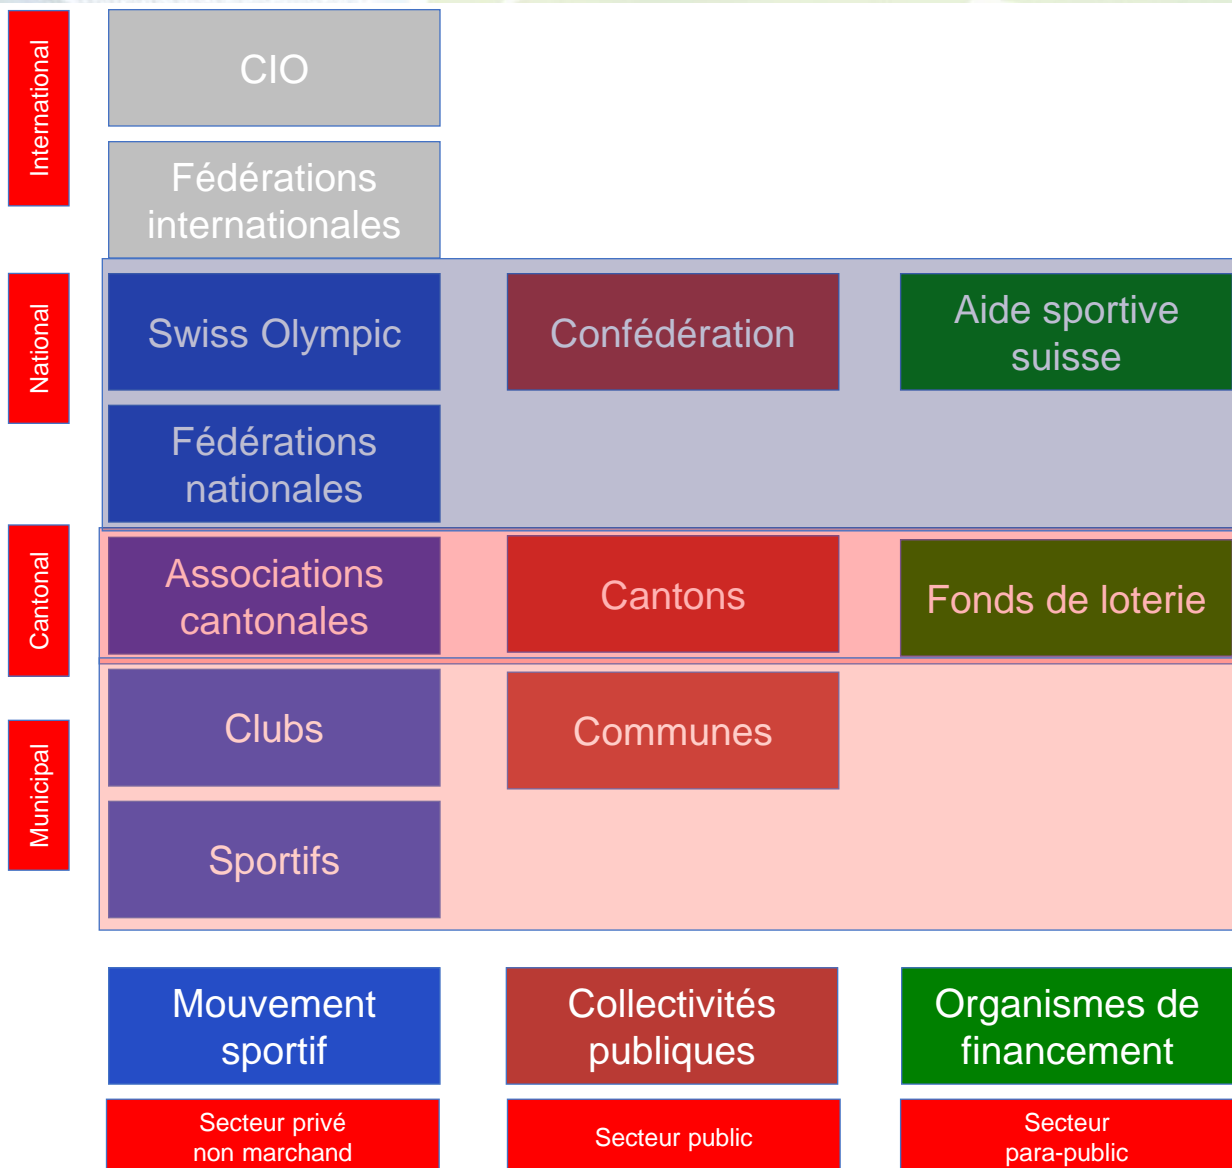 International
CIO
Fédérations
internationales
National
Swiss Olympic
Confédération
Aide sportive
suisse
Fédérations
nationales
Cantonal
Associations
cantonales
Cantons
Fonds de loterie
Municipal
Clubs
Communes
Sportifs
Mouvement
sportif
Collectivités
publiques
Organismes de
financement
Secteur privé
non marchand
Secteur public
Secteur
para-public